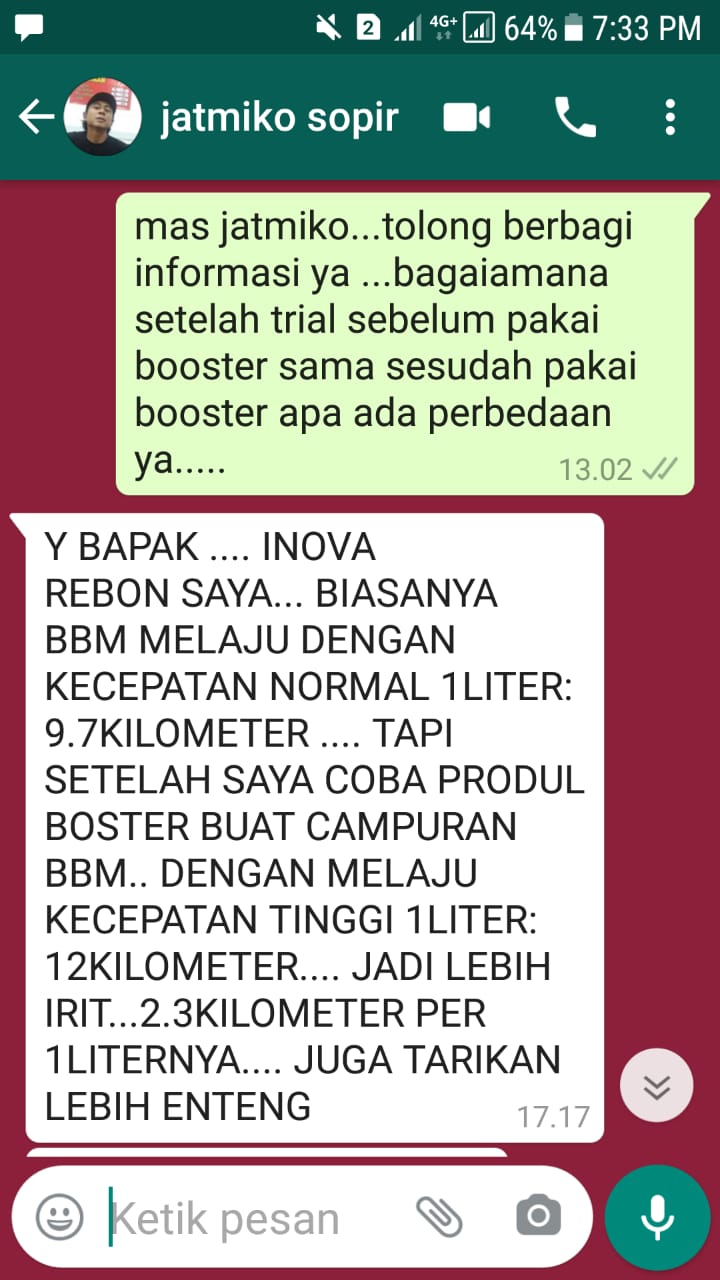 2 4G+ 64% 7:33 PM
jatmiko sopir
mas jatmiko...tolong berbagi
informasi ya ...bagaiamana
setelah trial sebelum pakai
booster sama sesudah pakai
booster apa ada perbedaan
ya.....
13.02
Y BAPAK .... INOVA
REBON SAYA... BIASANYA
BBM MELAJU DENGAN
KECEPATAN NORMAL 1LITER:
9.7KILOMETER .... TAPI
SETELAH SAYA COBA PRODUL
BOSTER BUAT CAMPURAN
BBM.. DENGAN MELAJU
KECEPATAN TINGGI 1LITER:
12KILOMETER.... JADI LEBIH
IRIT...2.3KILOMETER PER
1LITERNYA.... JUGA TARIKAN
LEBIH ENTENG
17.17
Ketik pesan